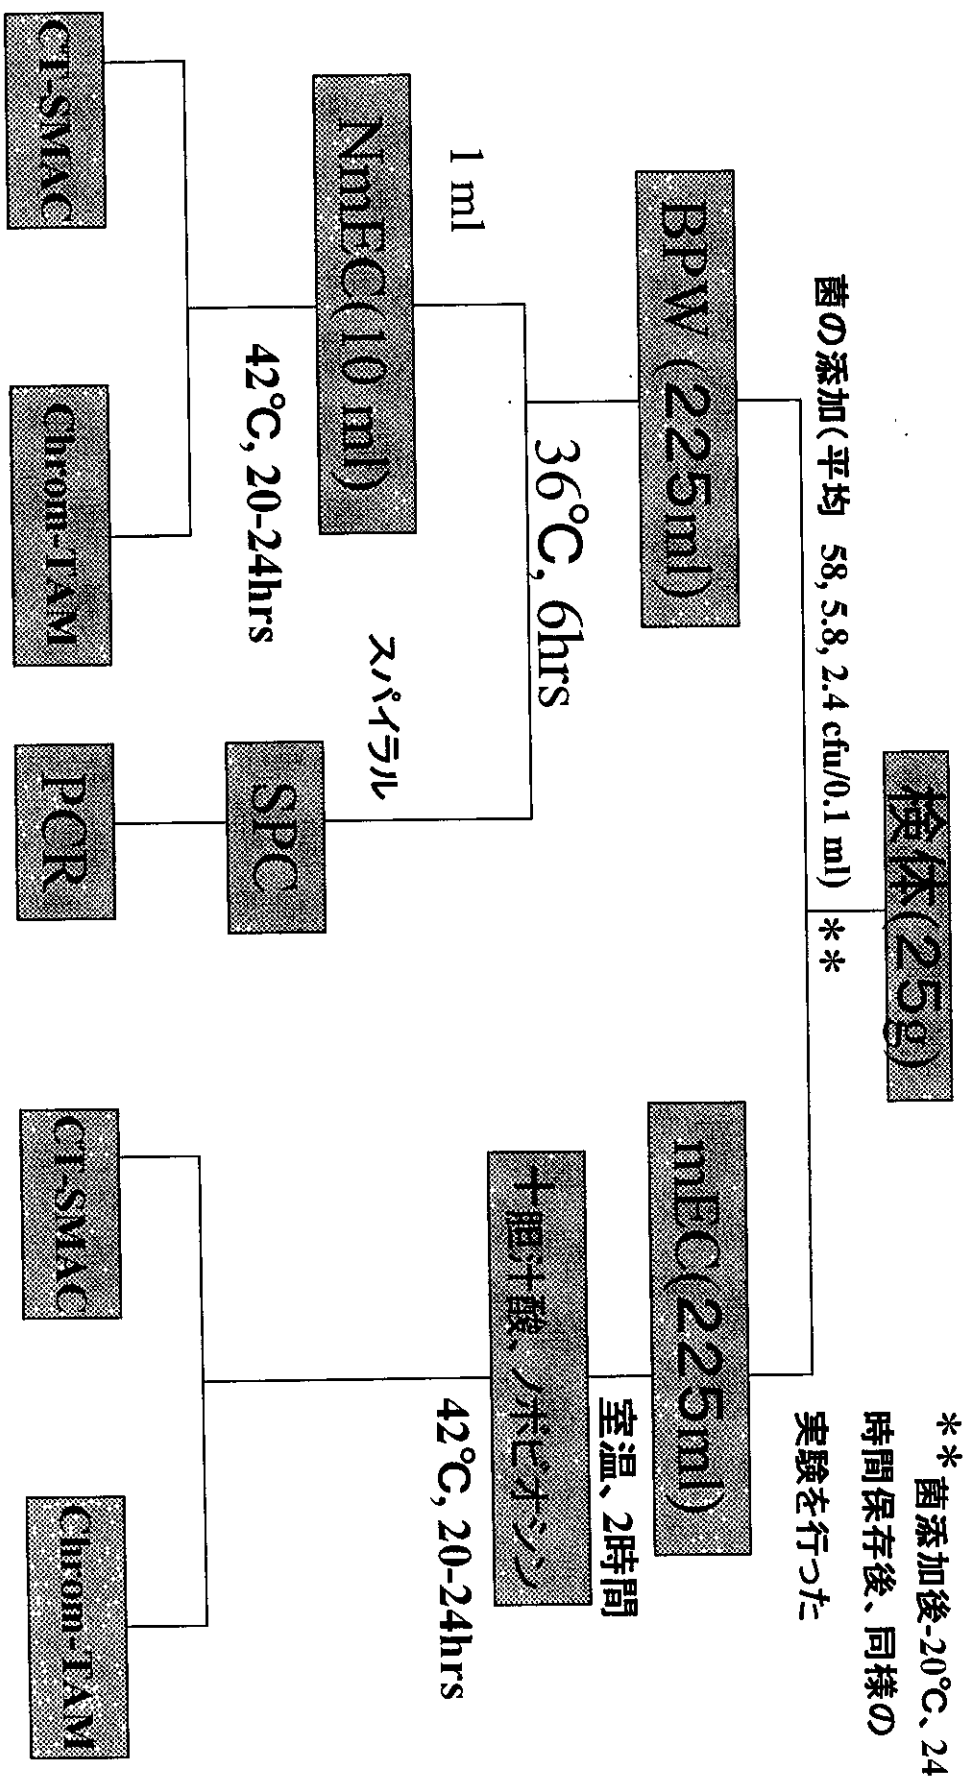 検体(25g)
** 菌添加後-20℃、24
時間保存後、同様の
実験を行った
菌の添加(平均 58, 5.8, 2.4 cfu/0.1 ml) **
BPW (225ml)
mEC(225ml)
36℃, 6hrs
室温、2時間
1 ml
スパイラル
十胆汁酸、ノボビオシン
NmEC(10 ml)
SPC
42℃, 20-24hrs
42℃, 20-24hrs
CT-SMAC
Chrom-TAM
PCR
CT-SMAC
Chrom-TAM